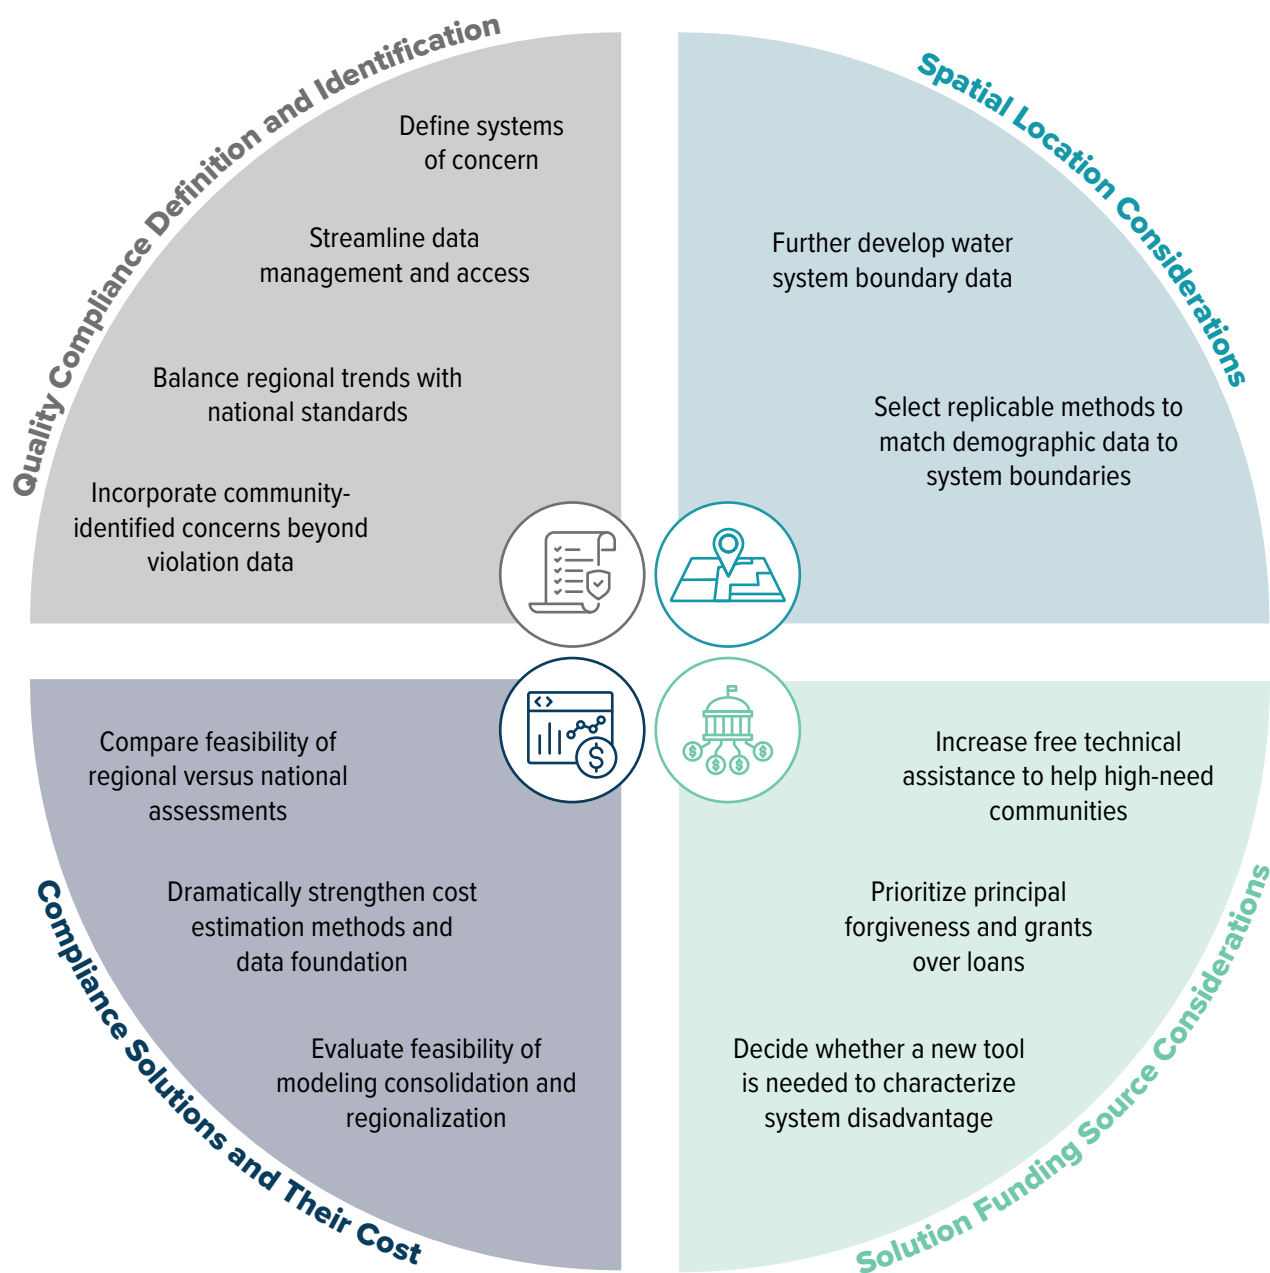 Quality Compliance Definition and Identification
Define systems
of concern
Streamline data
management and access
Balance regional trends with
national standards
Incorporate community-
identified concerns beyond
violation data
Spatial Location Considerations
Further develop water
system boundary data
Select replicable methods to
match demographic data to
system boundaries
Compliance Solutions and Their Cost
Compare feasibility of
regional versus national
assessments
Dramatically strengthen cost
estimation methods and
data foundation
Evaluate feasibility of
modeling consolidation and
regionalization
$
Solution Funding Source Considerations
Increase free technical
assistance to help high-need
communities
Prioritize principal
forgiveness and grants
over loans
Decide whether a new tool
is needed to characterize
system disadvantage
$ $ $ $